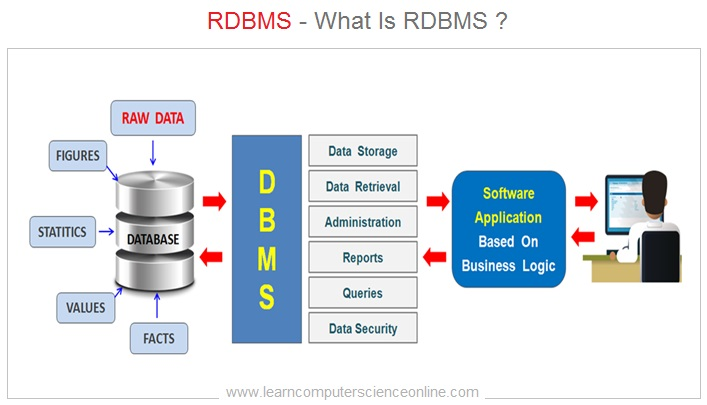 RDBMS - What Is RDBMS ?
RAW DATA
FIGURES
STATITICS
VALUES
FACTS
DATABASE
D
B
M
S
Data Storage
Data Retrieval
Administration
Reports
Queries
Data Security
Software
Application
Based On
Business Logic
www.learncomputerscienceonline.com